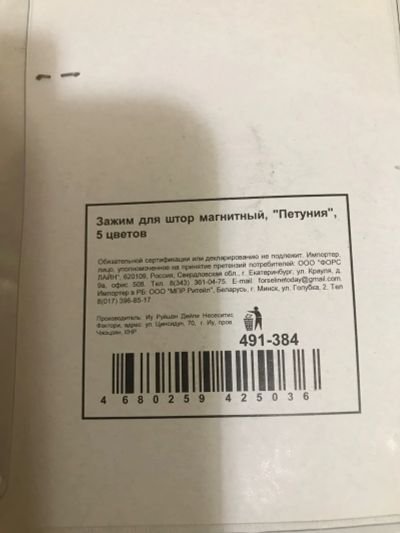 Зажим для штор магнитный, "Петуния",
5 цветов
Обязательной сертификации или декларированию не подлежит. Импортер,
лицо, уполномоченное на принятие претензий потребителей: ООО "ФОРС
ЛАЙН", 620109, Россия, Свердловская обл., г. Екатеринбург, ул. Крауля, д.
9а, офис 508. Тел. 8(343) 361-04-75. E-mail: forselinetoday@gmail.com.
Импортер в РБ: ООО "МПР Ритейл", Беларусь, г. Минск, ул. Голубка, 2. Тел
8(017) 396-85-17
Производитель: Иу Руйшэн Дейли Несеситис
Фактори, адрес: ул. Цинсидун, 70, г. Иу, пров.
Чжэцзян, КНР
491-384
4 680259 425036